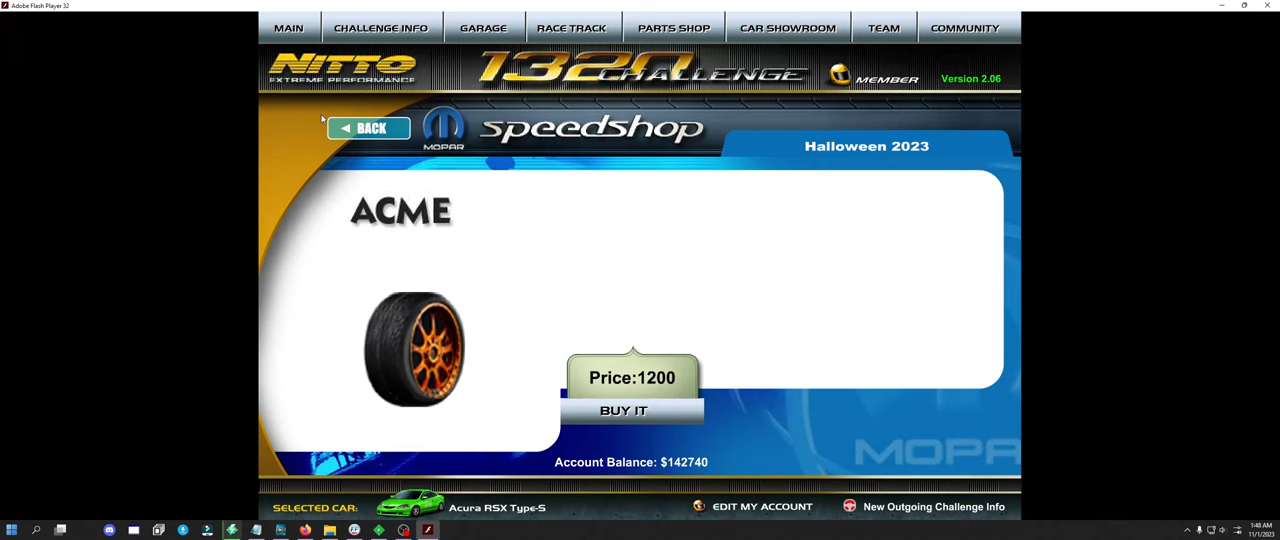 Adobe Flash Player 32
MAIN CHALLENGE INFO GARAGE RACE TRACK PARTS SHOP CAR SHOWROOM TEAM COMMUNITY
NITTO 1320 CHALLENGE MEMBER Version 2.06
EXTREME PERFORMANCE
BACK MOPAR speedshop Halloween 2023
ACME
Price:1200
BUY IT
MOPA
Account Balance: $142740
SELECTED CAR: Acura RSX Type-S EDIT MY ACCOUNT New Outgoing Challenge Info
1:48 AM
11/1/2023